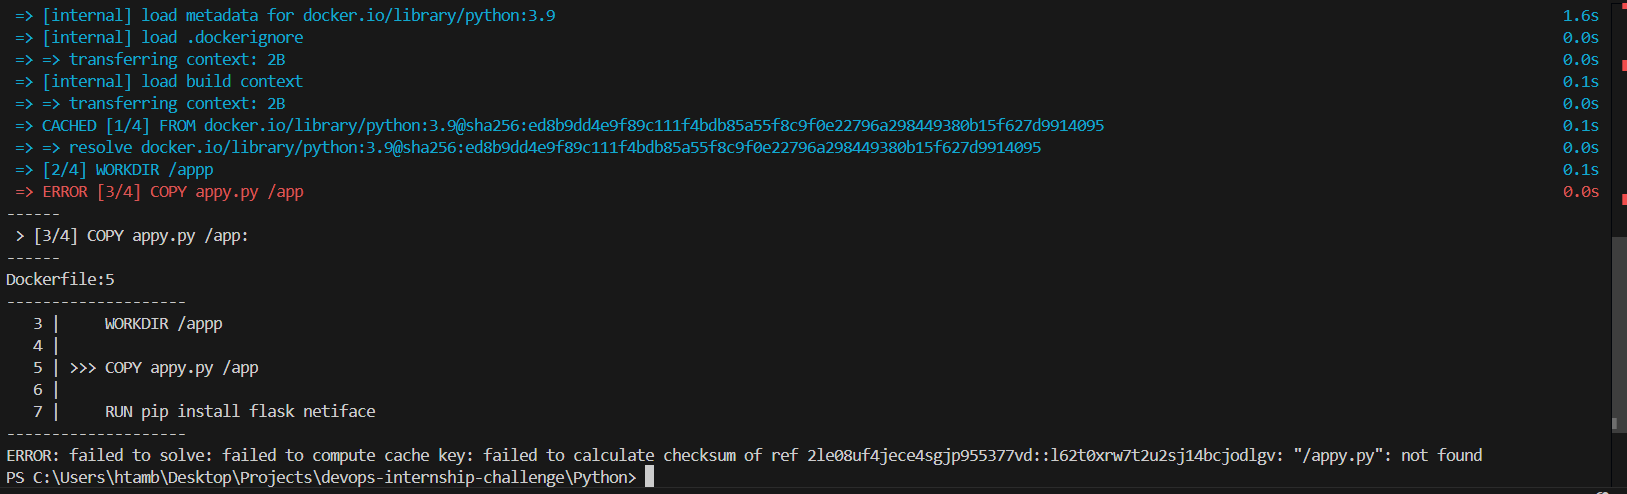 => [internal] load metadata for docker.io/library/python:3.9 1.6s
=> [internal] load .dockerignore 0.0s
=> => transferring context: 2B 0.0s
=> [internal] load build context 0.1s
=> => transferring context: 2B 0.0s
=> CACHED [1/4] FROM docker.io/library/python:3.9@sha256:ed8b9dd4e9f89c111f4bdb85a55f8c9f0e22796a298449380b15f627d9914095 0.1s
=> => resolve docker.io/library/python:3.9@sha256:ed8b9dd4e9f89c111f4bdb85a55f8c9f0e22796a298449380b15f627d9914095 0.0s
=> [2/4] WORKDIR /appp 0.1s
=> ERROR [3/4] COPY appy.py /app 0.0s
------
> [3/4] COPY appy.py /app:
------
Dockerfile:5
--------------------
3 | WORKDIR /appp
4 |
5 | >>> COPY appy.py /app
6 |
7 | RUN pip install flask netiface
--------------------
ERROR: failed to solve: failed to compute cache key: failed to calculate checksum of ref 2le08uf4jece4sgjp955377vd::l62t0xrw7t2u2sj14bcjodlgv: "/appy.py": not found
PS C:\Users\htamb\Desktop\Projects\devops-internship-challenge\Python>